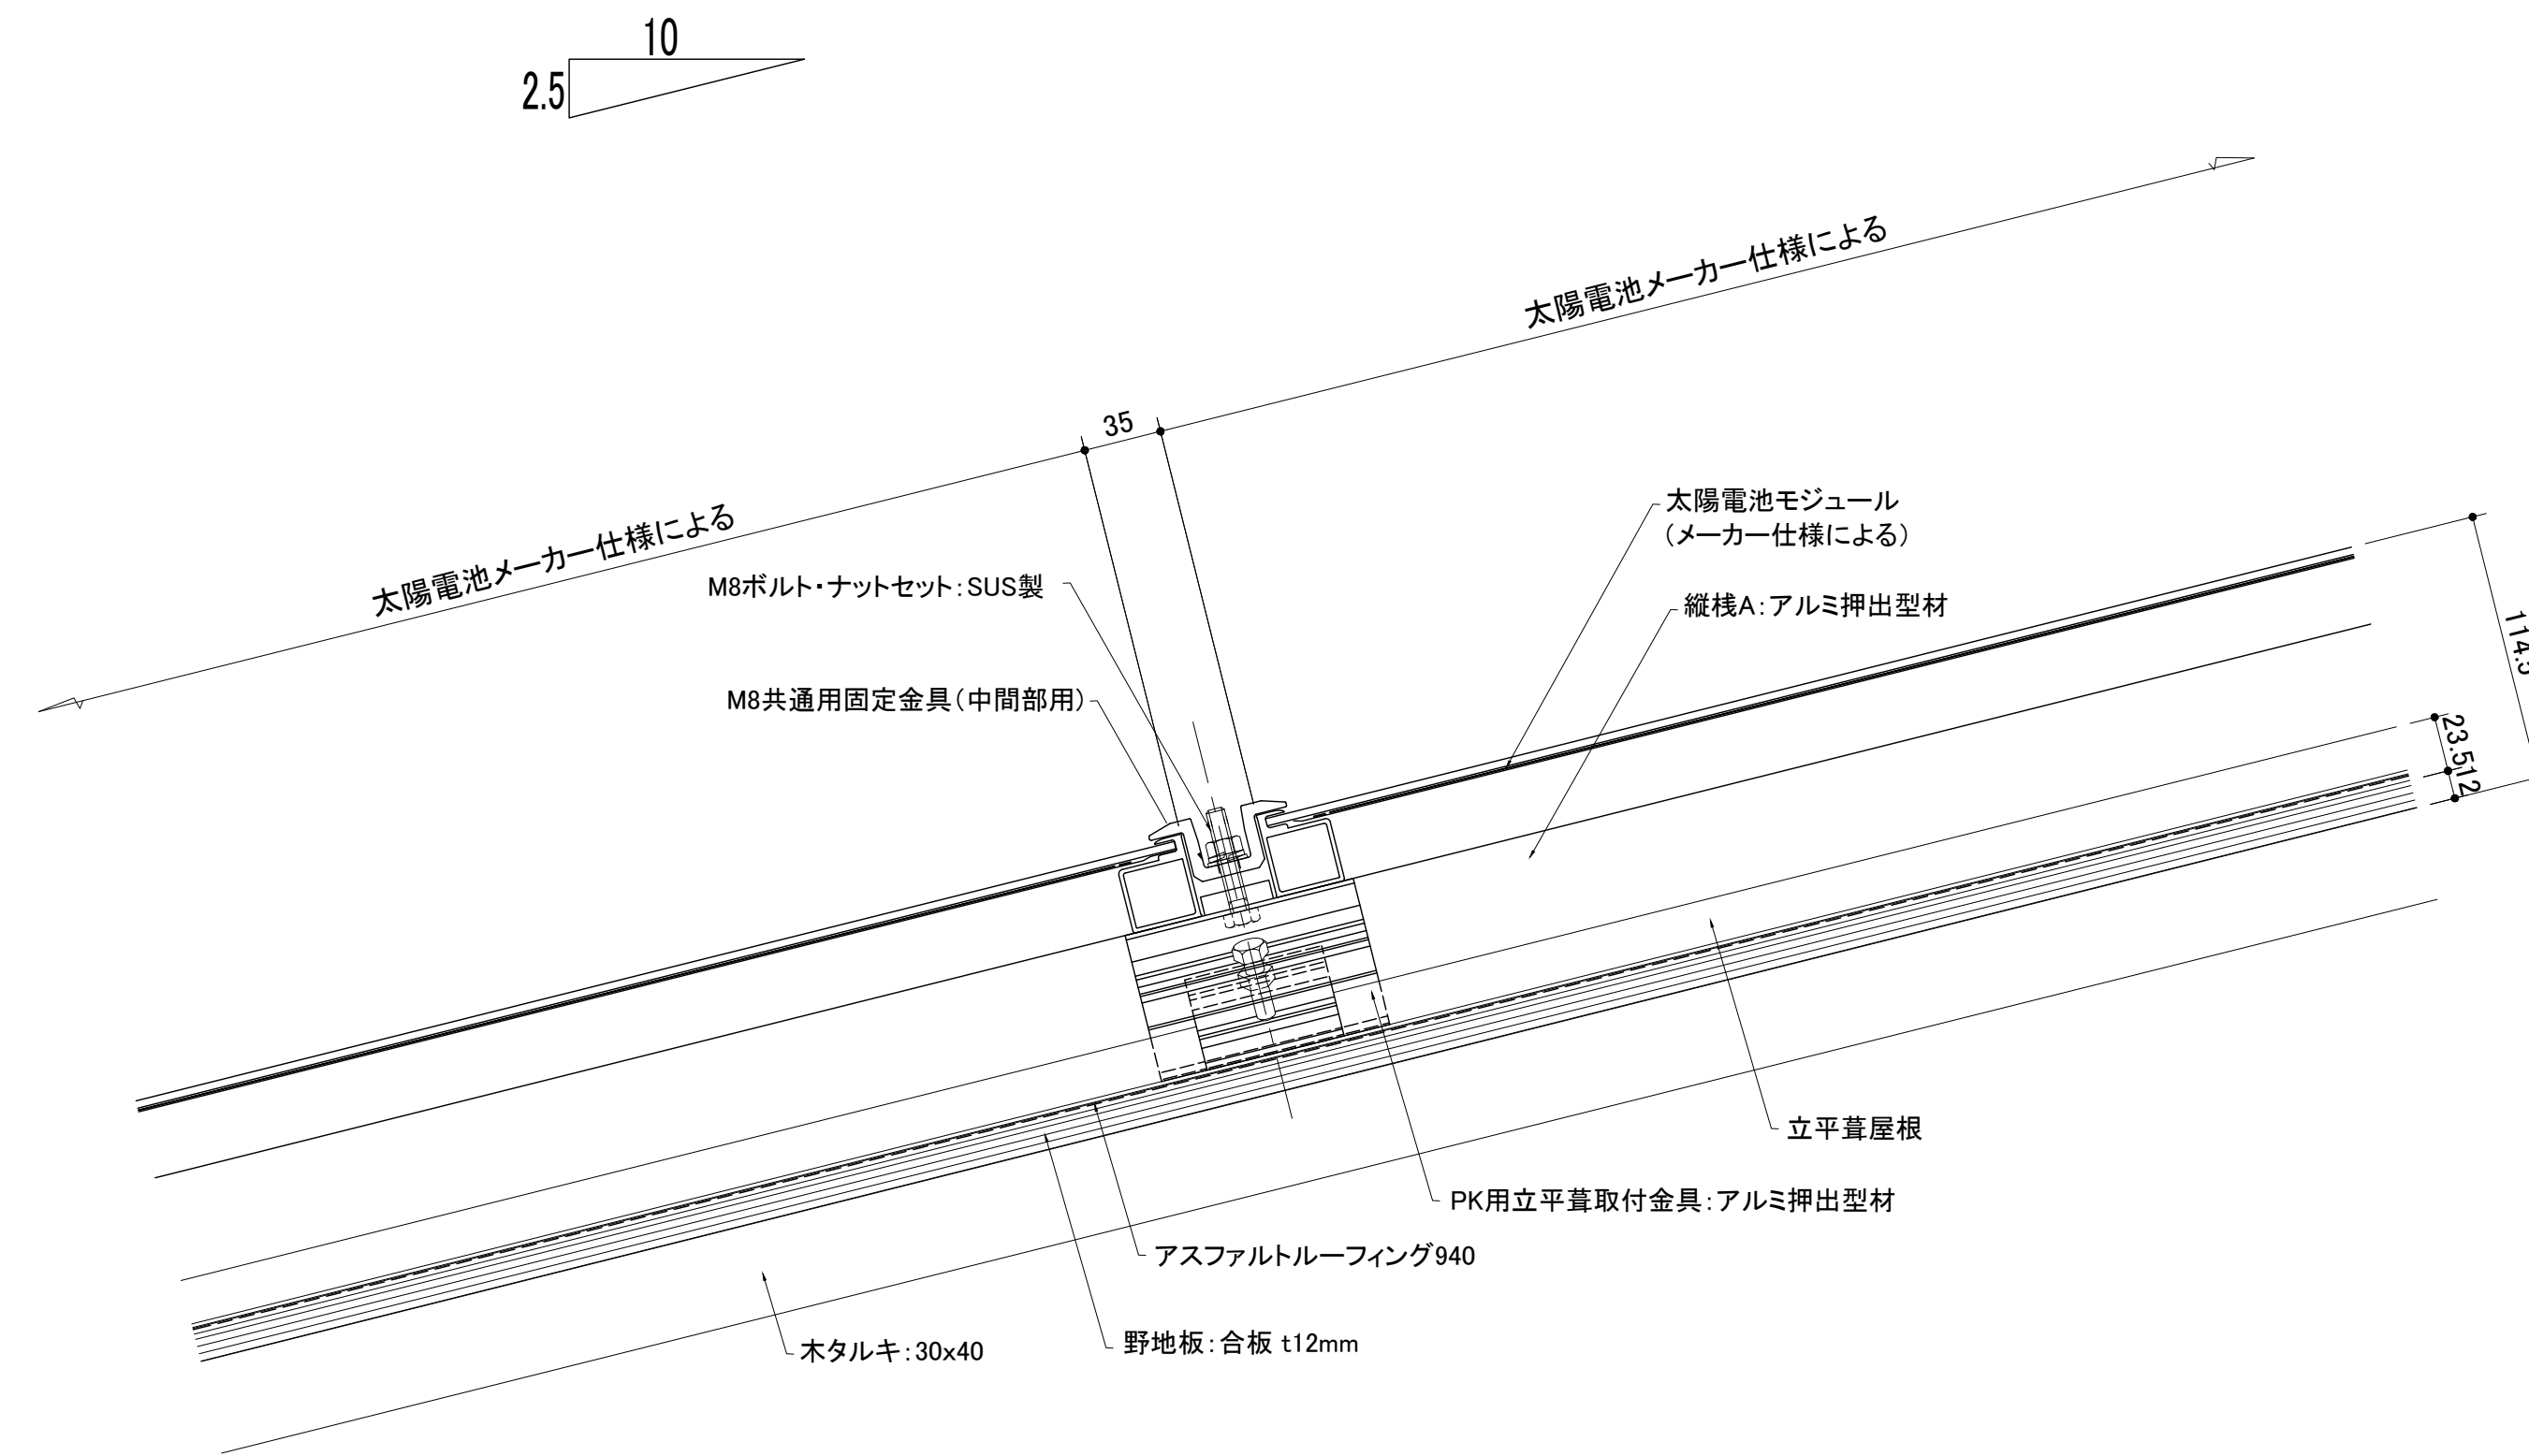 10
2.5
太陽電池メーカー仕様による
35
太陽電池メーカー仕様による
太陽電池モジュール
（メーカー仕様による）
M8ボルト・ナットセット：SUS製
縦桟A：アルミ押出型材
114.5
M8共通用固定金具（中間部用）
23.5
12
立平葺屋根
PK用立平葺取付金具：アルミ押出型材
アスファルトルーフィング940
野地板：合板 t12mm
木タルキ：30x40